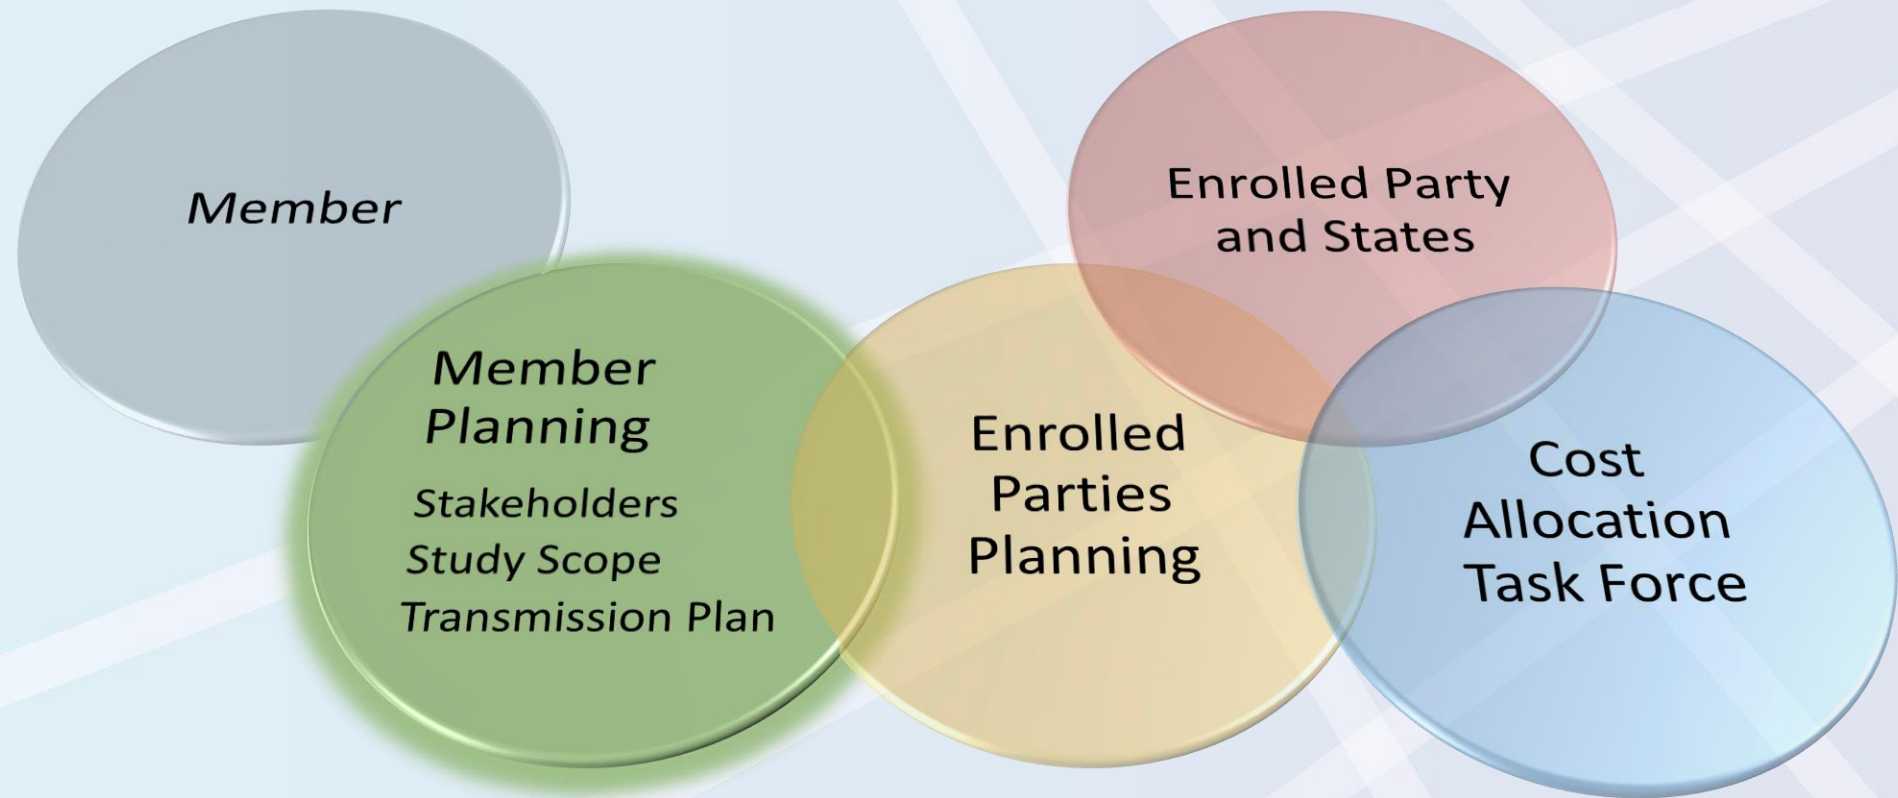 Member
Member
Planning
Stakeholders
Study Scope
Transmission Plan
Enrolled
Parties
Planning
Enrolled Party
and States
Cost
Allocation
Task Force